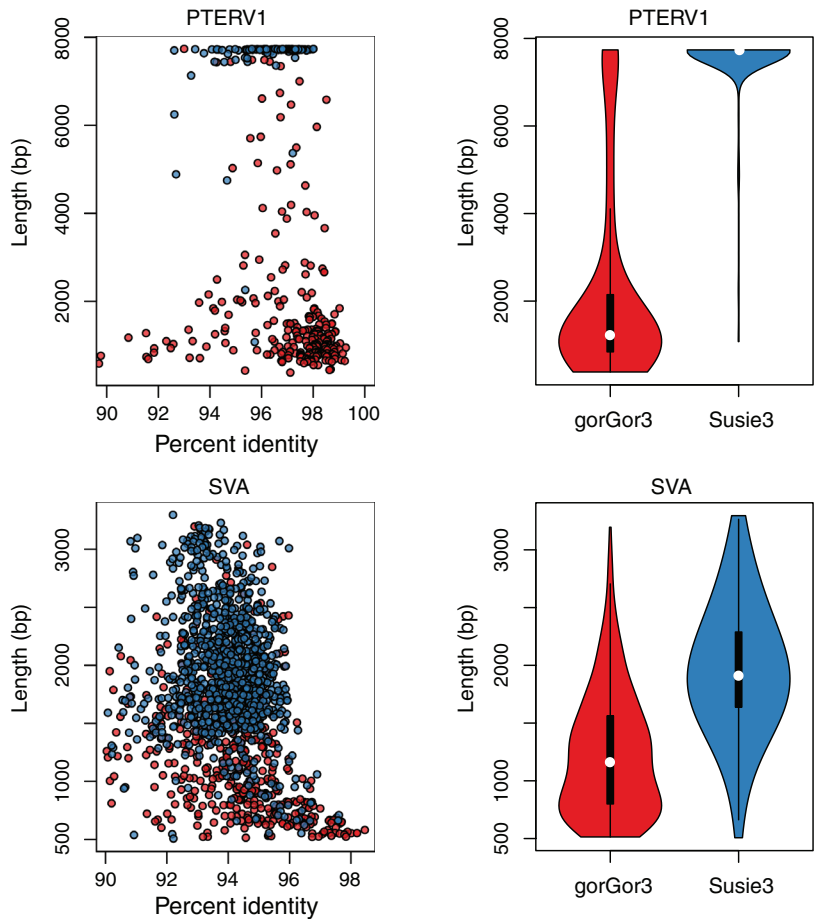 PTERV1
Length (bp)
8000
6000
4000
2000
90 92 94 96 98 100
Percent identity
PTERV1
Length (bp)
8000
6000
4000
2000
gorGor3 Susie3
SVA
Length (bp)
3000
2000
1000
500
90 92 94 96 98
Percent identity
SVA
Length (bp)
3000
2000
1000
500
gorGor3 Susie3